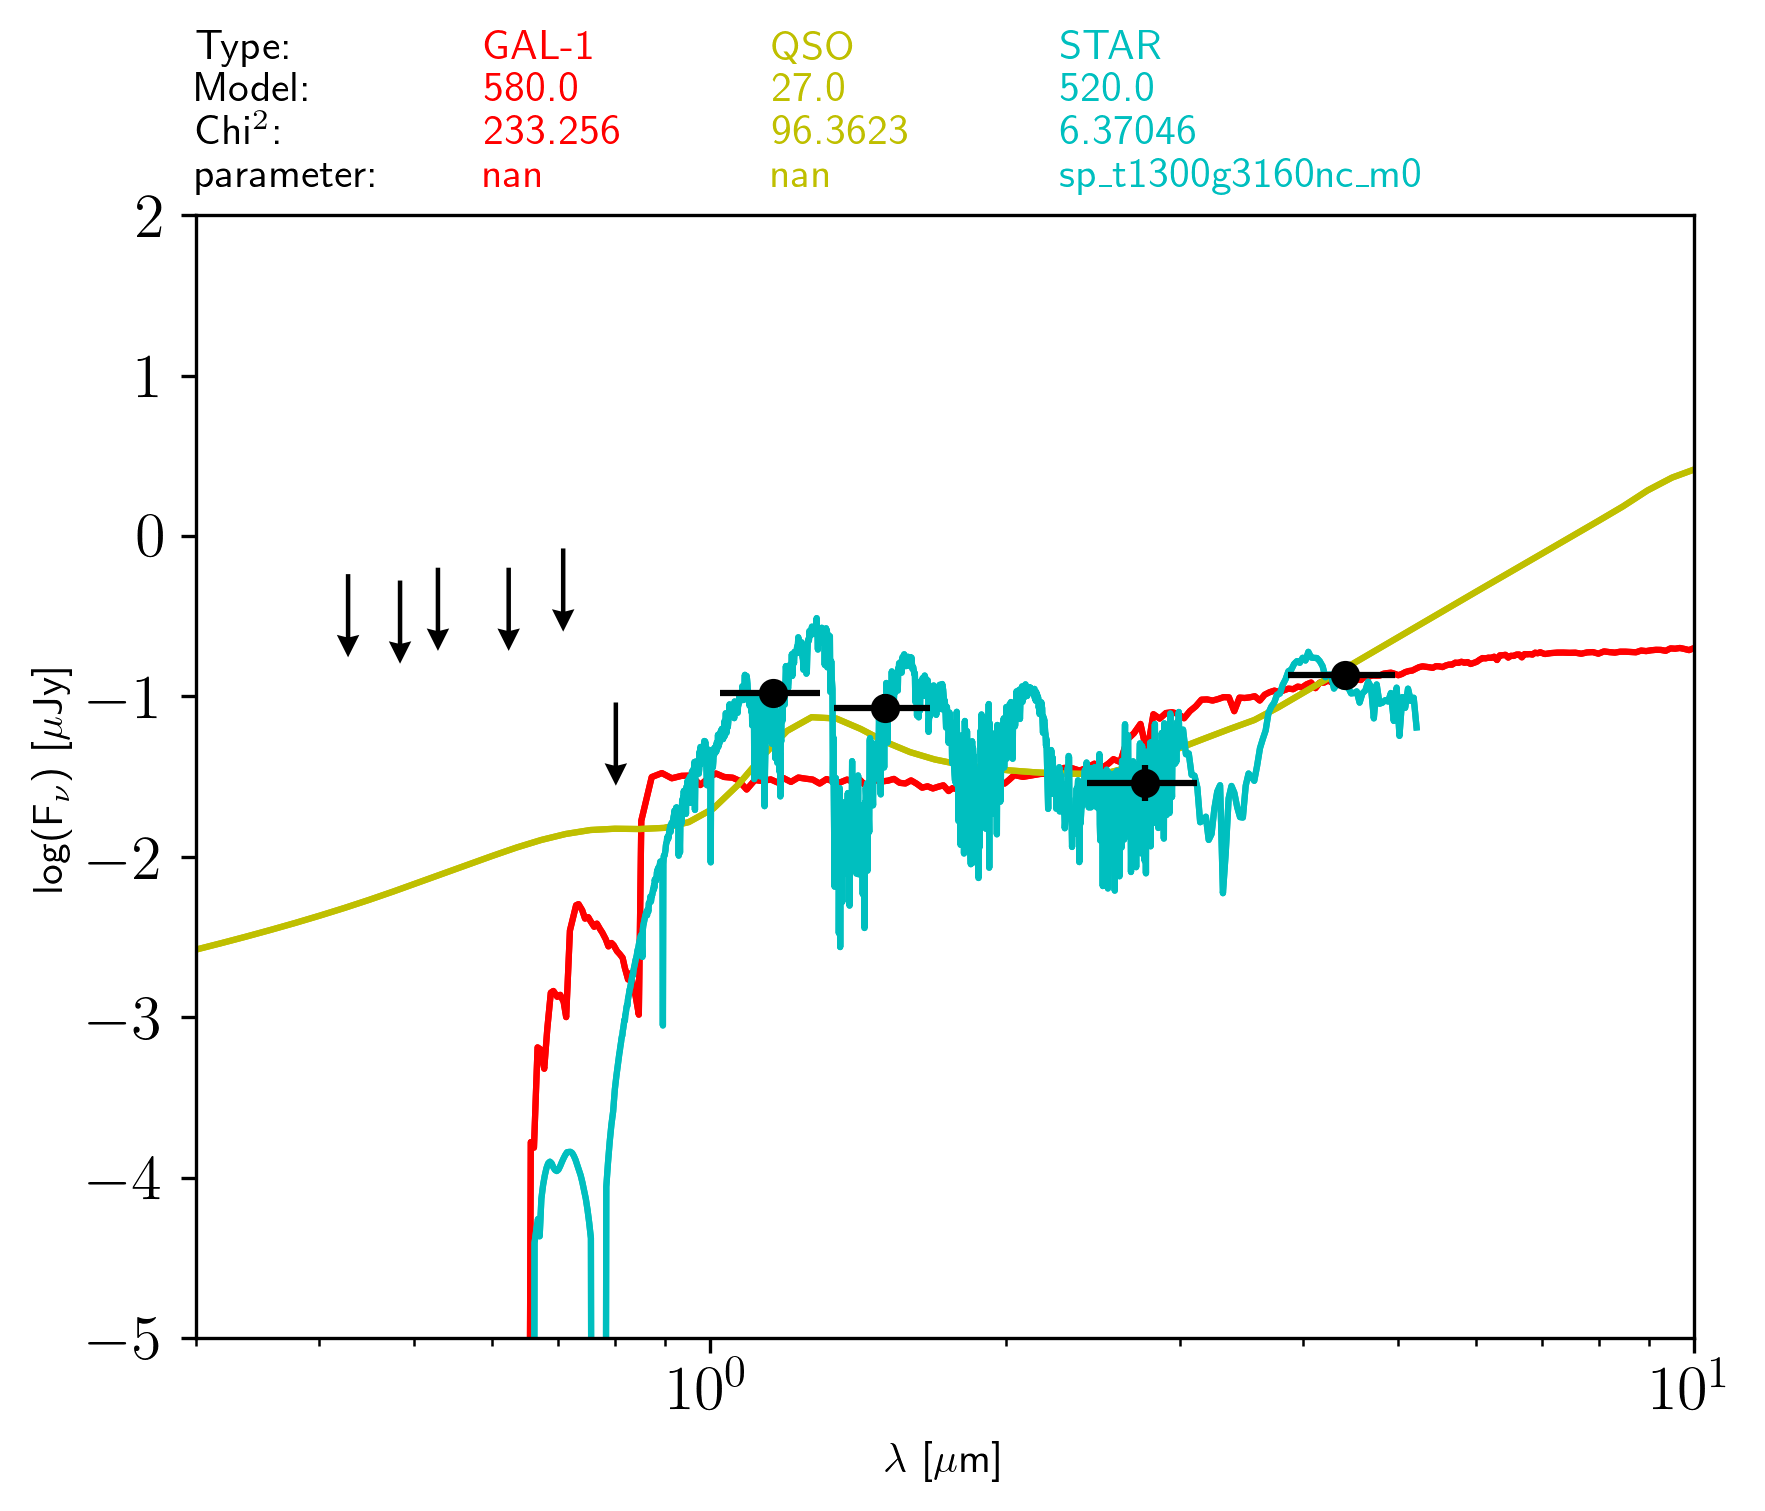 Type: GAL-1 QSO STAR
Model: 580.0 27.0 520.0
Chi²: 233.256 96.3623 6.37046
parameter: nan nan sp_t1300g3160nc_m0
2
1
0
−1
−2
−3
−4
−5
log(Fν) [μJy]
10⁰ 10¹
λ [μm]